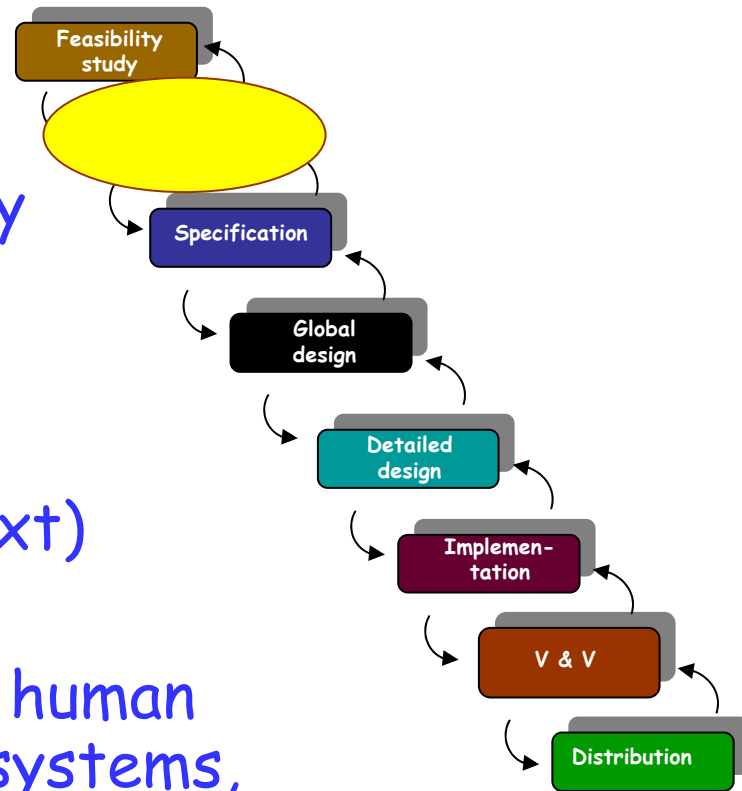 Feasibility
study
y
Specification
Global
design
Detailed
design
xt)
Implemen-
tation
V & V
human
systems,
Distribution